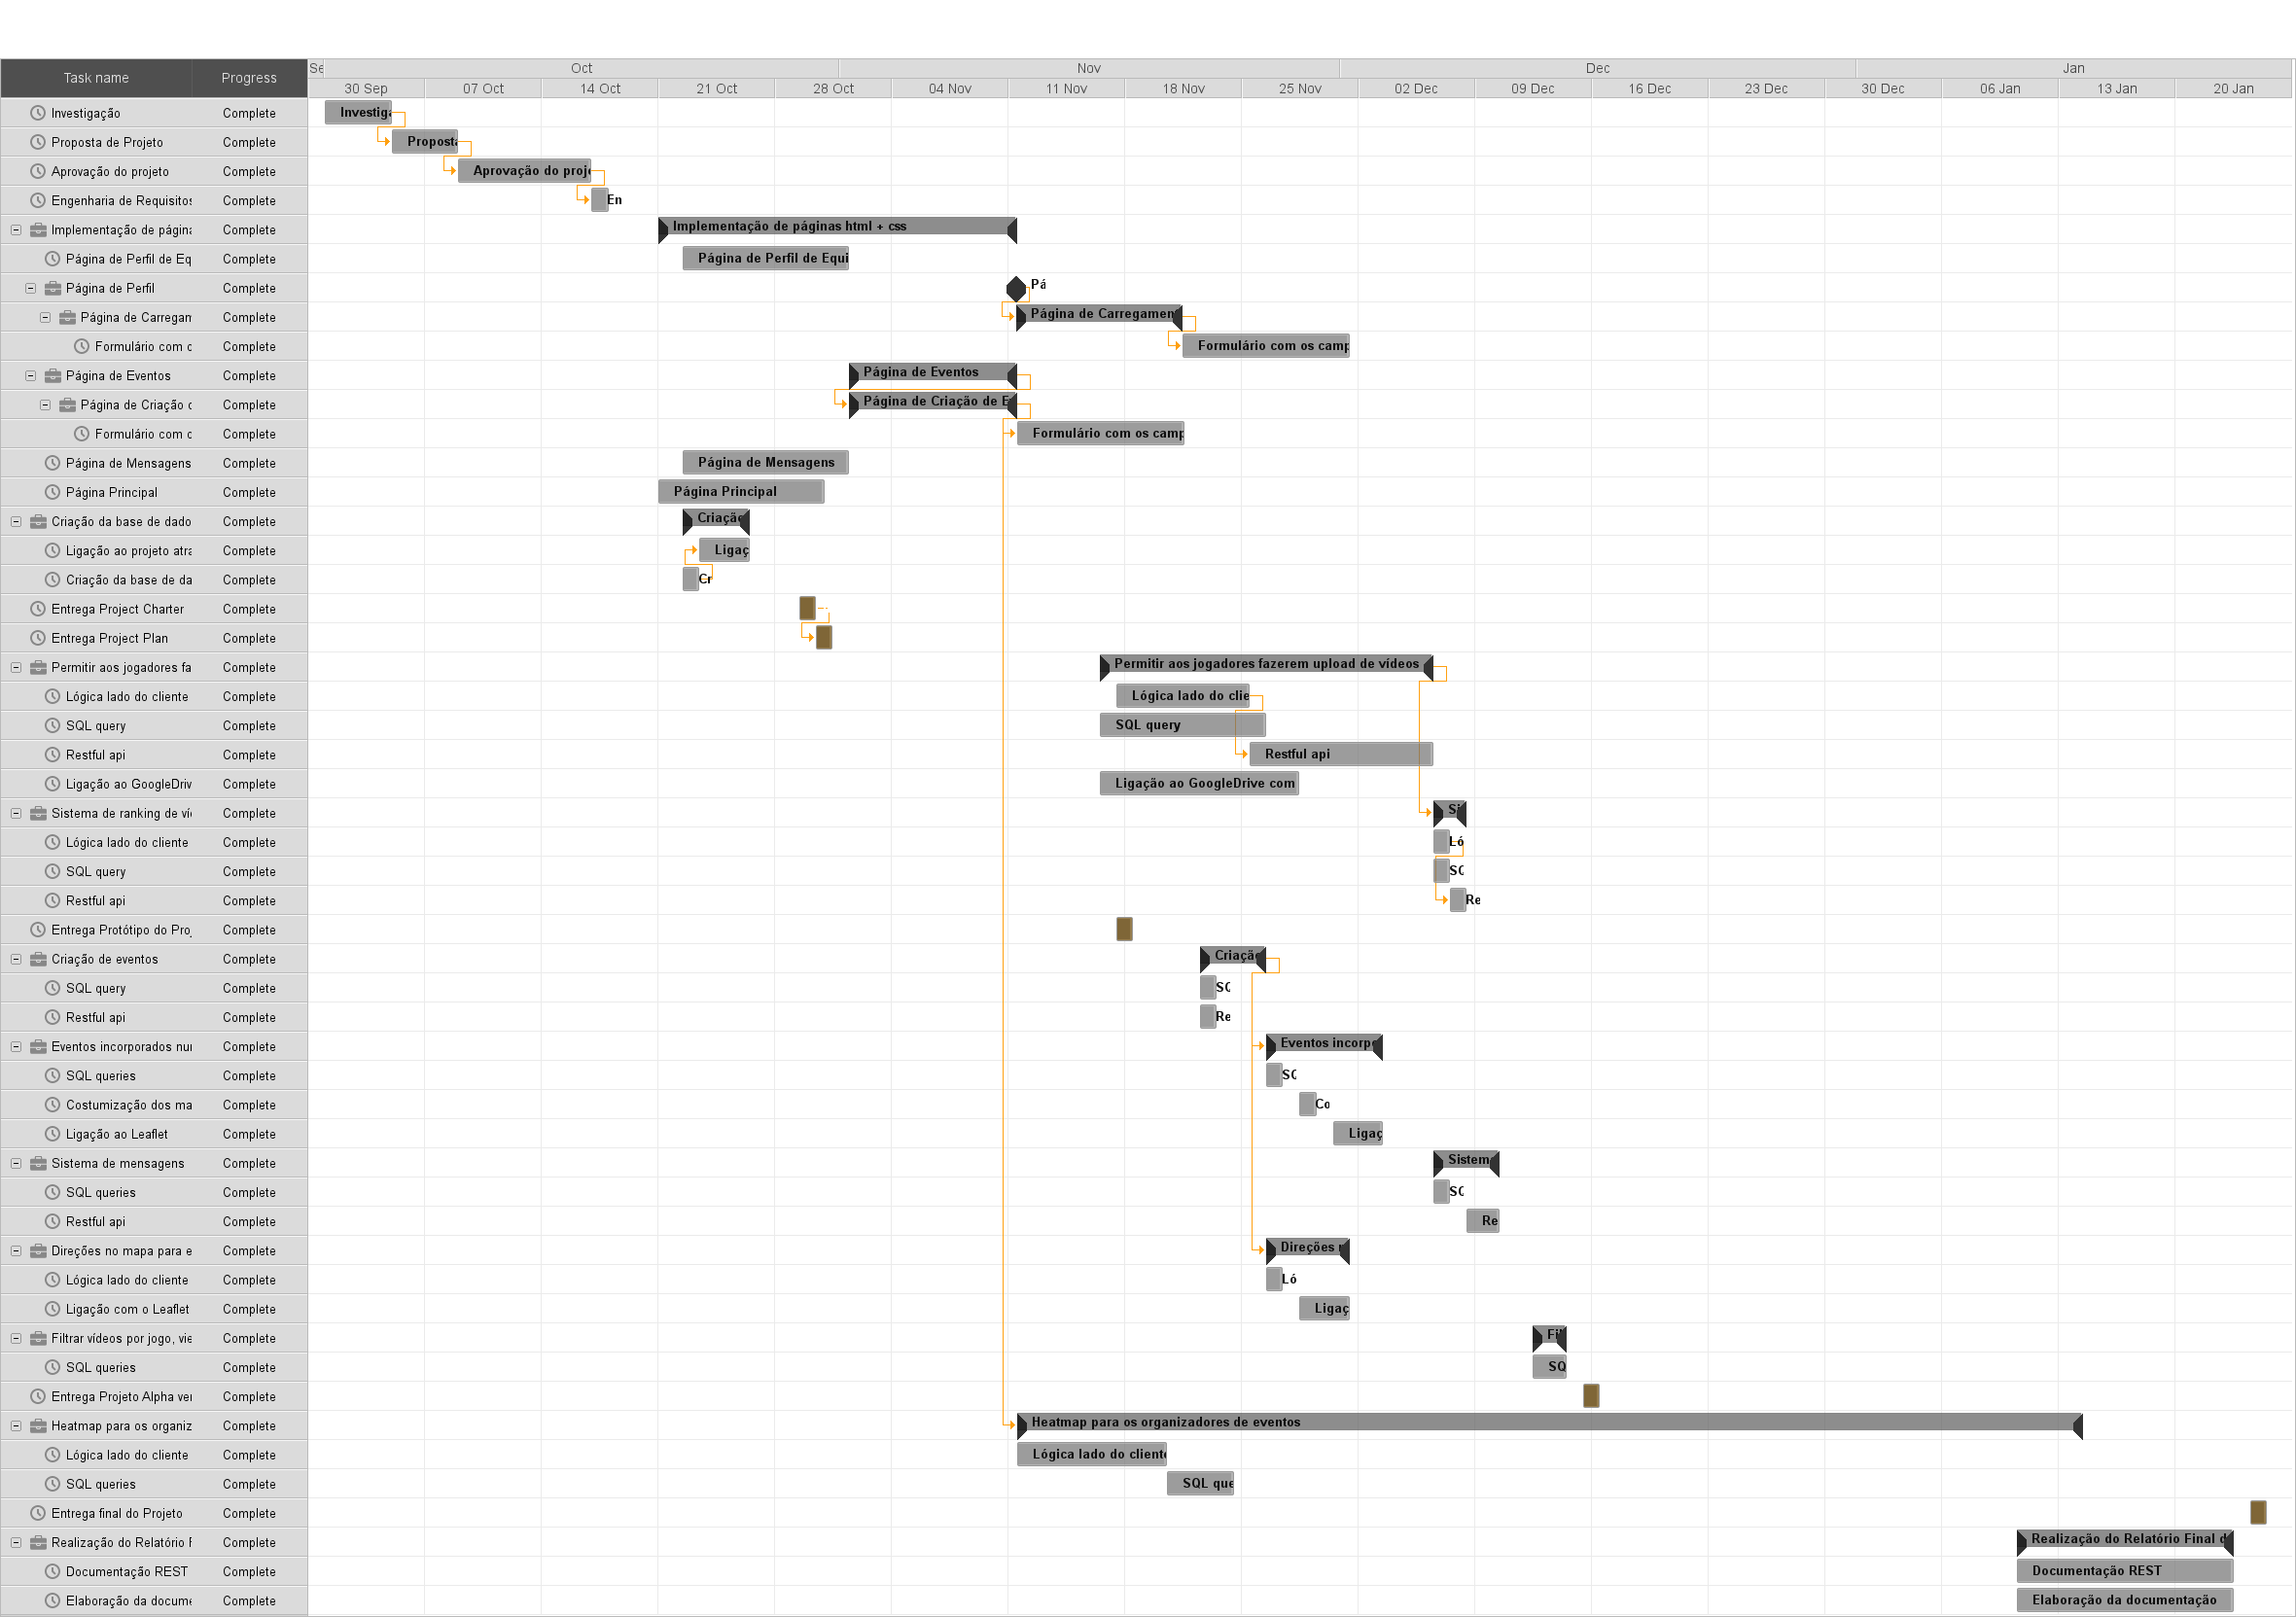 Task name Progress Se Oct Nov Dec Jan
30 Sep 07 Oct 14 Oct 21 Oct 28 Oct 04 Nov 11 Nov 18 Nov 25 Nov 02 Dec 09 Dec 16 Dec 23 Dec 30 Dec 06 Jan 13 Jan 20 Jan
Investigação Complete Investiga
Proposta de Projeto Complete Proposta
Aprovação do projeto Complete Aprovação do proje
Engenharia de Requisitos Complete En
Implementação de página Complete Implementação de páginas html + css
Página de Perfil de Eq Complete Página de Perfil de Equi
Página de Perfil Complete Pá
Página de Carregam Complete Página de Carregamen
Formulário com o Complete Formulário com os camp
Página de Eventos Complete Página de Eventos
Página de Criação d Complete Página de Criação de E
Formulário com o Complete Formulário com os camp
Página de Mensagens Complete Página de Mensagens
Página Principal Complete Página Principal
Criação da base de dado Complete Criação
Ligação ao projeto atra Complete Ligaç
Criação da base de da Complete Cr
Entrega Project Charter Complete
Entrega Project Plan Complete
Permitir aos jogadores fa Complete Permitir aos jogadores fazerem upload de vídeos
Lógica lado do cliente Complete Lógica lado do clie
SQL query Complete SQL query
Restful api Complete Restful api
Ligação ao GoogleDriv Complete Ligação ao GoogleDrive com
Sistema de ranking de ví Complete Si
Lógica lado do cliente Complete Ló
SQL query Complete SQ
Restful api Complete Re
Entrega Protótipo do Proj Complete
Criação de eventos Complete Criaçã
SQL query Complete SQ
Restful api Complete Re
Eventos incorporados nu Complete Eventos incorpo
SQL queries Complete SQ
Costumização dos ma Complete Co
Ligação ao Leaflet Complete Ligaç
Sistema de mensagens Complete Sistem
SQL queries Complete SQ
Restful api Complete Re
Direções no mapa para e Complete Direções
Lógica lado do cliente Complete Ló
Ligação com o Leaflet Complete Ligaç
Filtrar vídeos por jogo, vie Complete Fil
SQL queries Complete SQ
Entrega Projeto Alpha ver Complete
Heatmap para os organiz Complete Heatmap para os organizadores de eventos
Lógica lado do cliente Complete Lógica lado do cliente
SQL queries Complete SQL que
Entrega final do Projeto Complete
Realização do Relatório F Complete Realização do Relatório Final d
Documentação REST Complete Documentação REST
Elaboração da docume Complete Elaboração da documentação